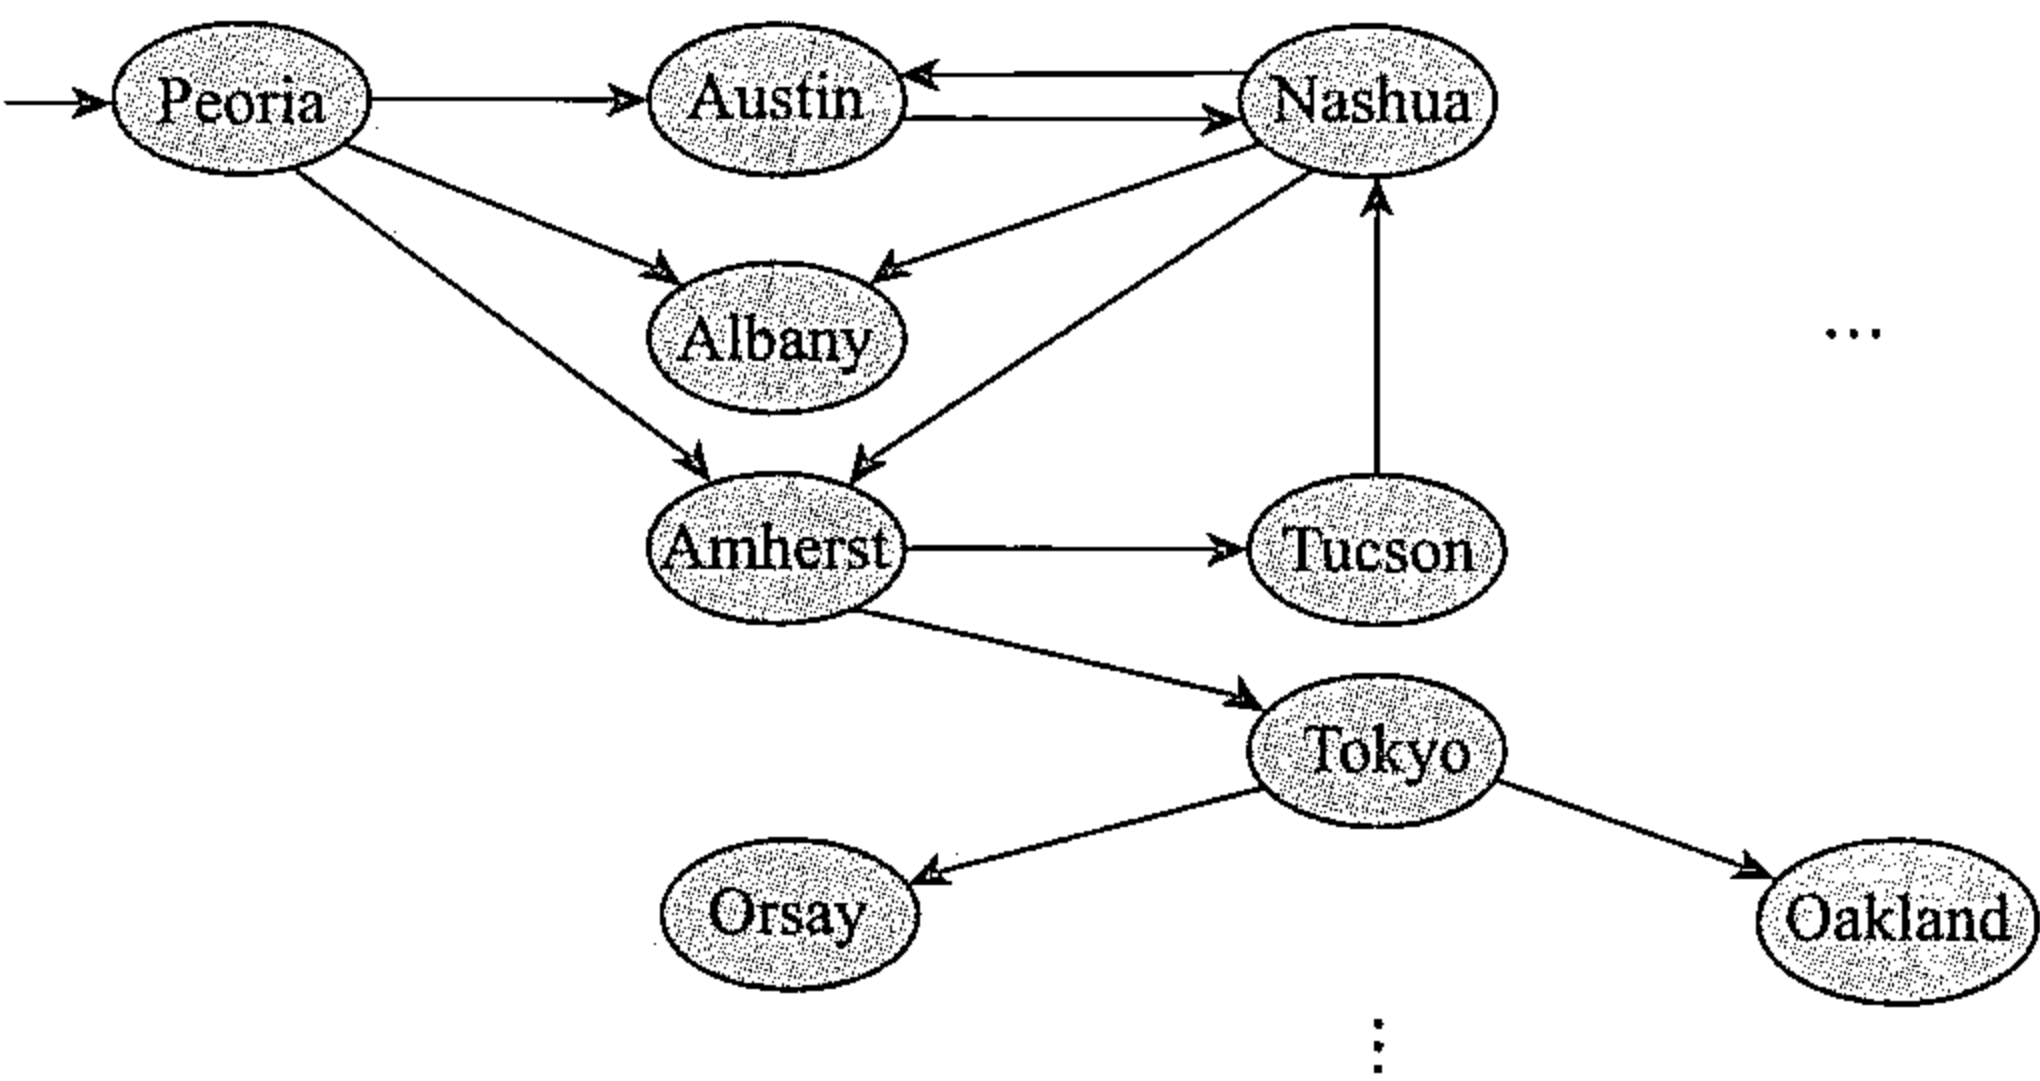 Peoria
Austin
Nashua
Albany
...
Amherst
Tucson
Tokyo
Orsay
Oakland
⋮